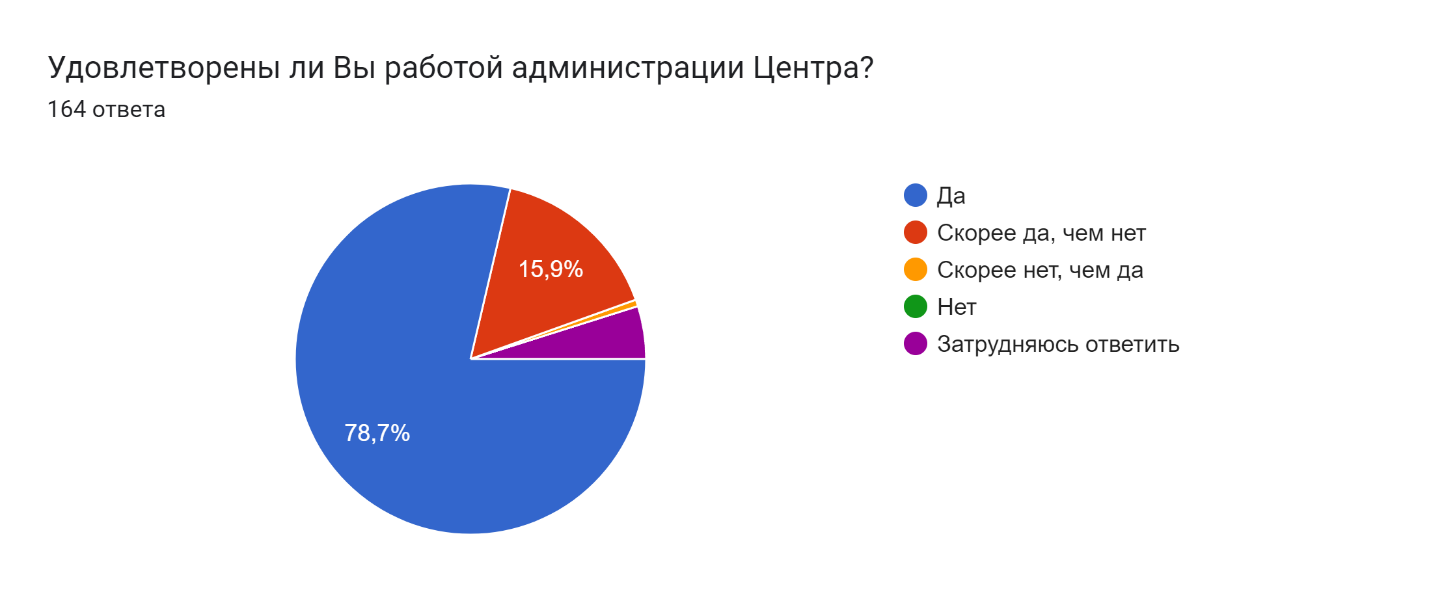 Удовлетворены ли Вы работой администрации Центра?
164 ответа
15,9%
78,7%
Да
Скорее да, чем нет
Скорее нет, чем да
Нет
Затрудняюсь ответить